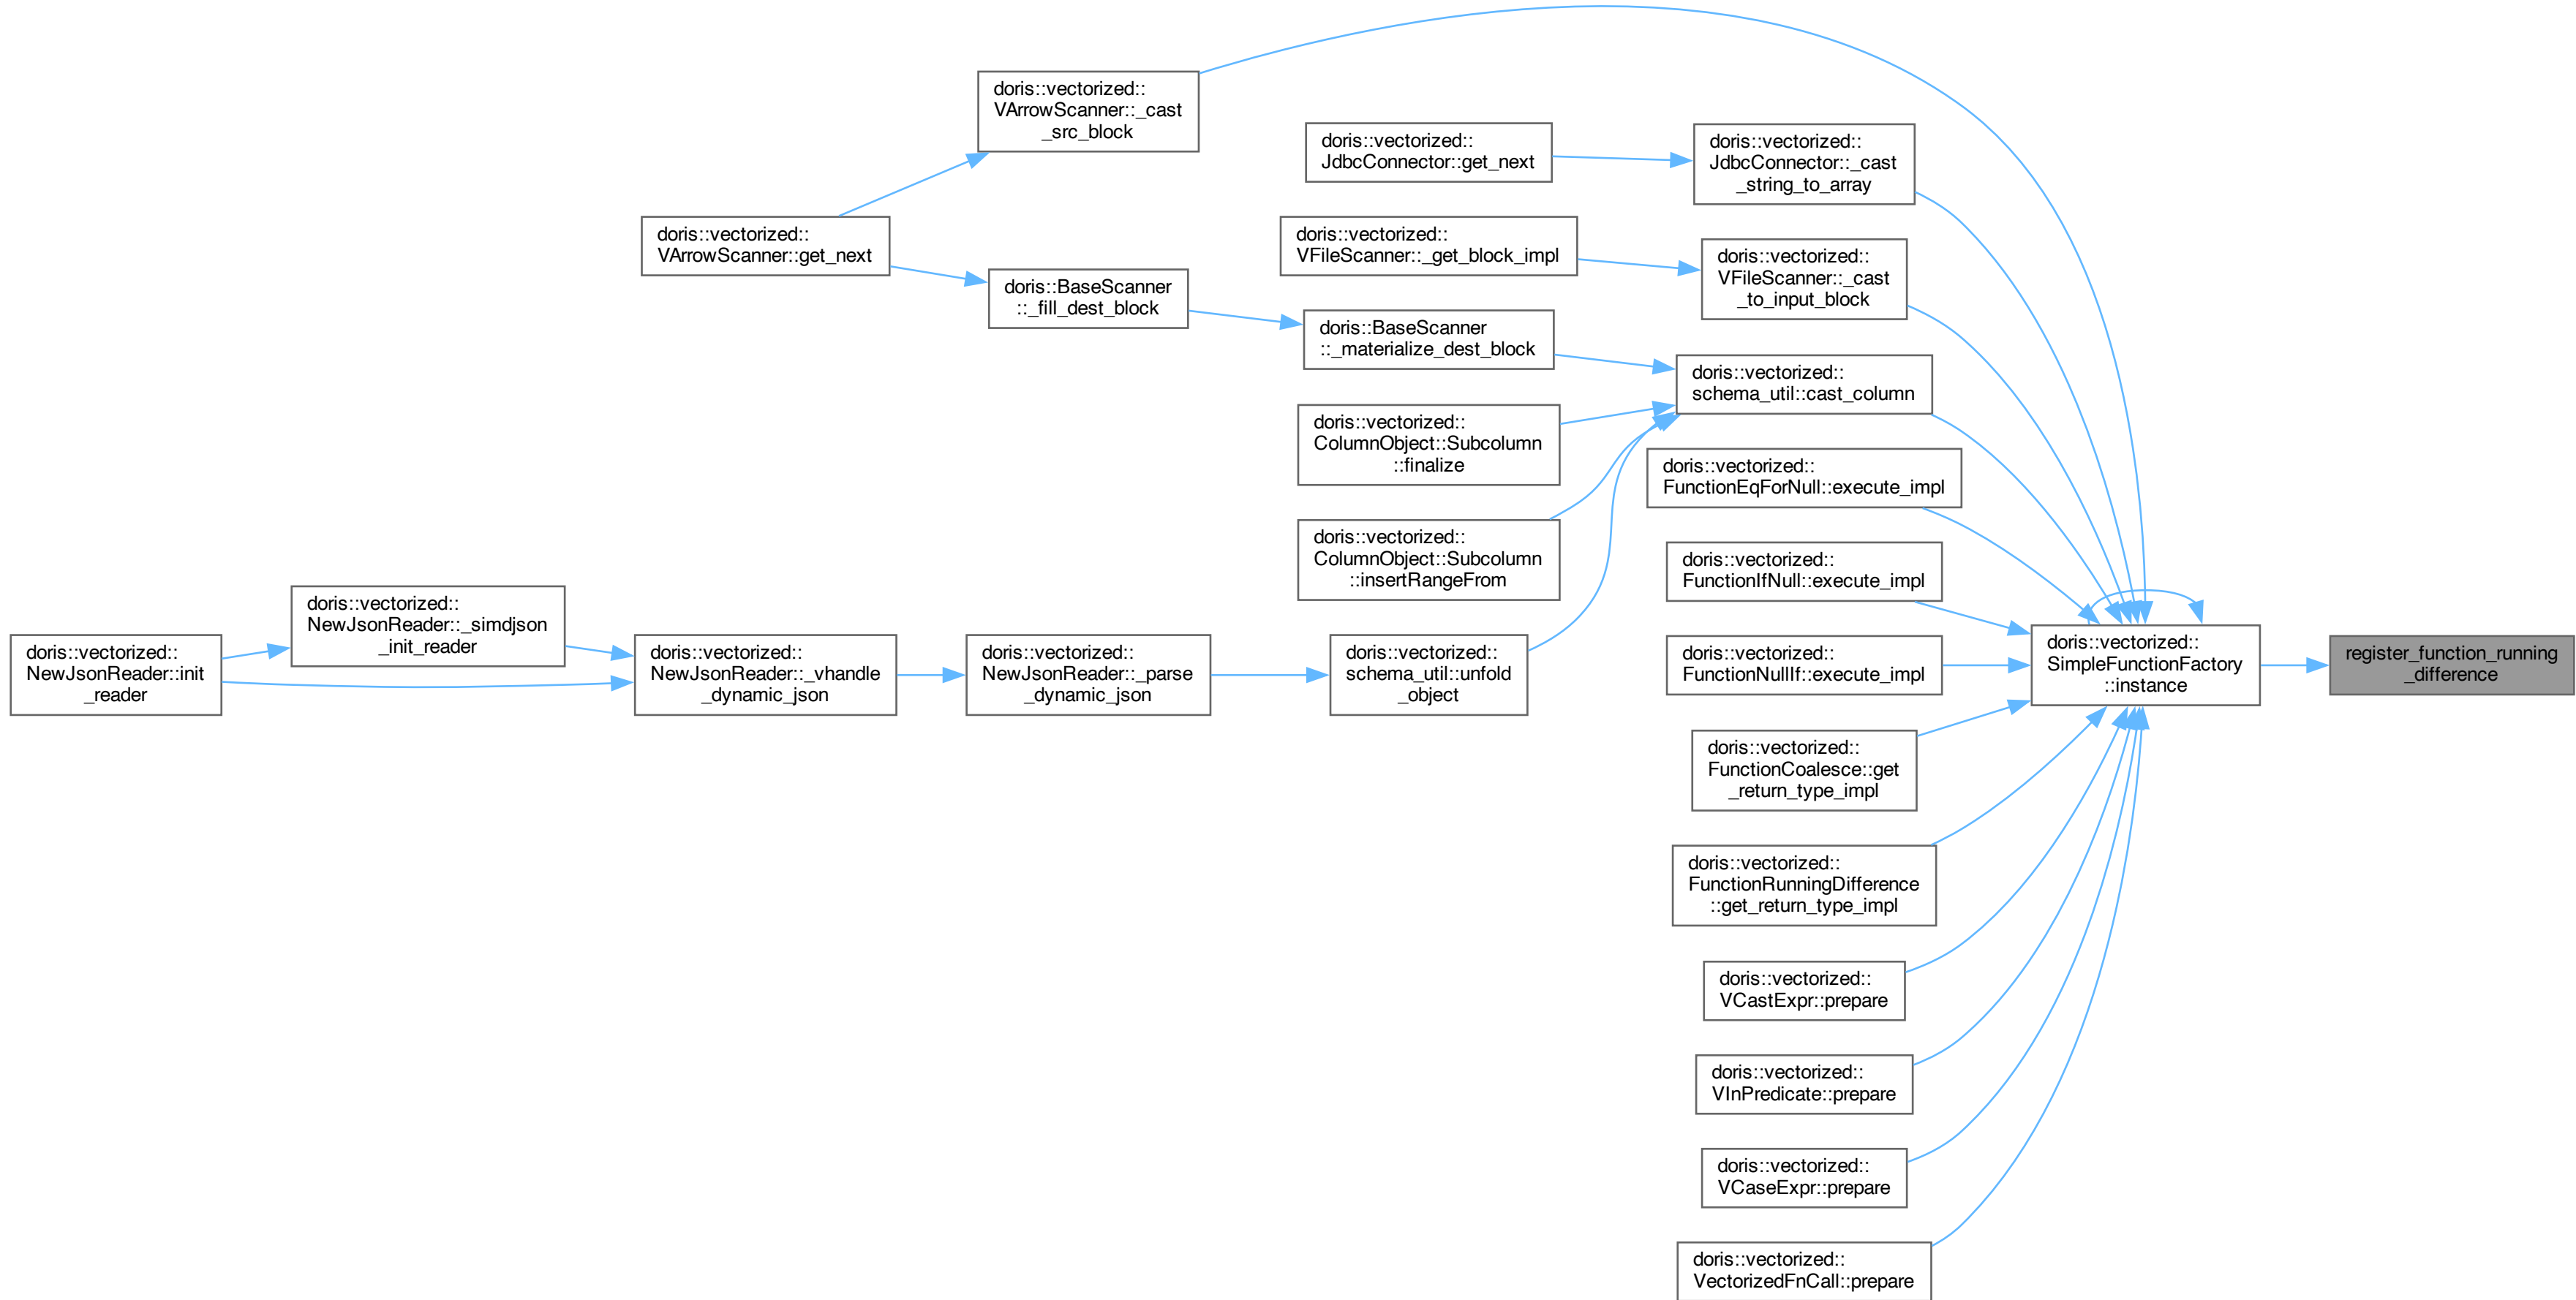 doris::vectorized::
VArrowScanner::_cast
_src_block
doris::vectorized::
JdbcConnector::get_next
doris::vectorized::
JdbcConnector::_cast
_string_to_array
doris::vectorized::
VArrowScanner::get_next
doris::vectorized::
VFileScanner::_get_block_impl
doris::vectorized::
VFileScanner::_cast
_to_input_block
doris::BaseScanner
::_fill_dest_block
doris::BaseScanner
::_materialize_dest_block
doris::vectorized::
schema_util::cast_column
doris::vectorized::
ColumnObject::Subcolumn
::finalize
doris::vectorized::
FunctionEqForNull::execute_impl
doris::vectorized::
ColumnObject::Subcolumn
::insertRangeFrom
doris::vectorized::
FunctionIfNull::execute_impl
doris::vectorized::
NewJsonReader::init
_reader
doris::vectorized::
NewJsonReader::_simdjson
_init_reader
doris::vectorized::
NewJsonReader::_vhandle
_dynamic_json
doris::vectorized::
NewJsonReader::_parse
_dynamic_json
doris::vectorized::
schema_util::unfold
_object
doris::vectorized::
FunctionNullIf::execute_impl
doris::vectorized::
SimpleFunctionFactory
::instance
register_function_running
_difference
doris::vectorized::
FunctionCoalesce::get
_return_type_impl
doris::vectorized::
FunctionRunningDifference
::get_return_type_impl
doris::vectorized::
VCastExpr::prepare
doris::vectorized::
VInPredicate::prepare
doris::vectorized::
VCaseExpr::prepare
doris::vectorized::
VectorizedFnCall::prepare